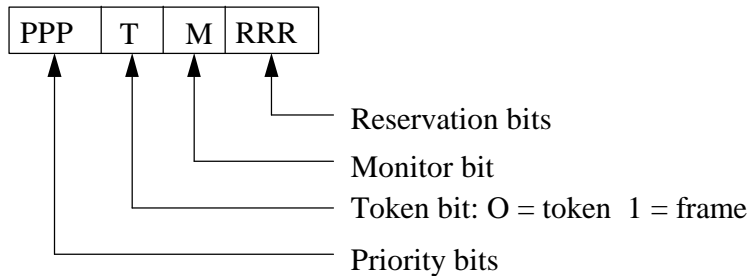 PPP T M RRR
Reservation bits
Monitor bit
Token bit: O = token 1 = frame
Priority bits